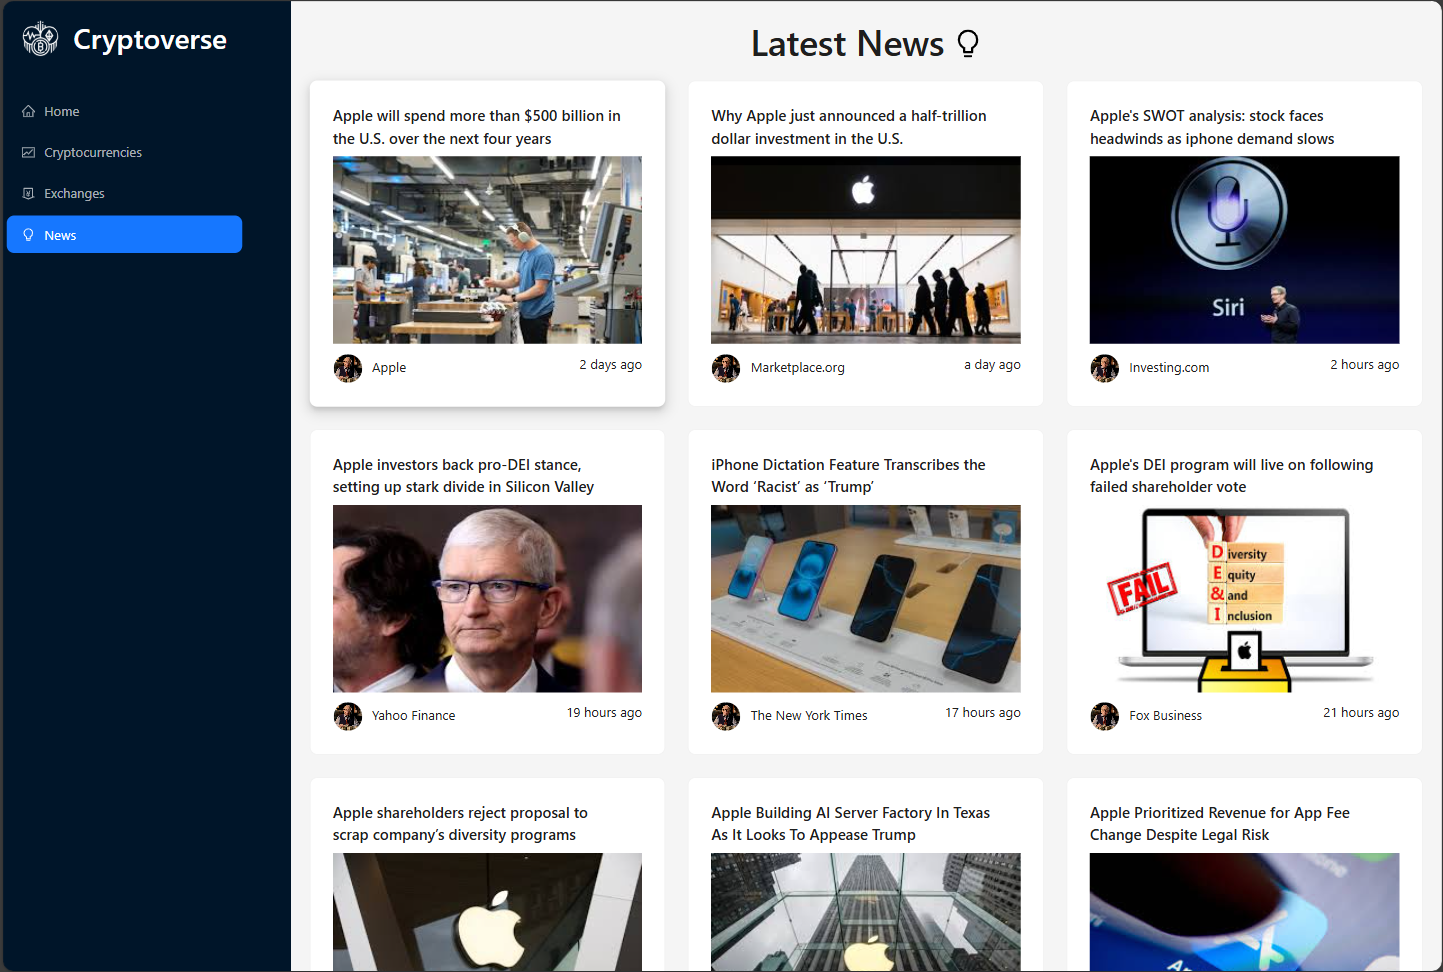 Cryptoverse
Home
Cryptocurrencies
Exchanges
News
Latest News
Apple will spend more than $500 billion in
the U.S. over the next four years
Apple
2 days ago
Why Apple just announced a half-trillion
dollar investment in the U.S.
Marketplace.org
a day ago
Apple's SWOT analysis: stock faces
headwinds as iphone demand slows
Siri
Investing.com
2 hours ago
Apple investors back pro-DEI stance,
setting up stark divide in Silicon Valley
Yahoo Finance
19 hours ago
iPhone Dictation Feature Transcribes the
Word ‘Racist’ as ‘Trump’
The New York Times
17 hours ago
Apple's DEI program will live on following
failed shareholder vote
FAIL
Diversity
Equity
&and
Inclusion
Fox Business
21 hours ago
Apple shareholders reject proposal to
scrap company’s diversity programs
Apple Building AI Server Factory In Texas
As It Looks To Appease Trump
Apple Prioritized Revenue for App Fee
Change Despite Legal Risk